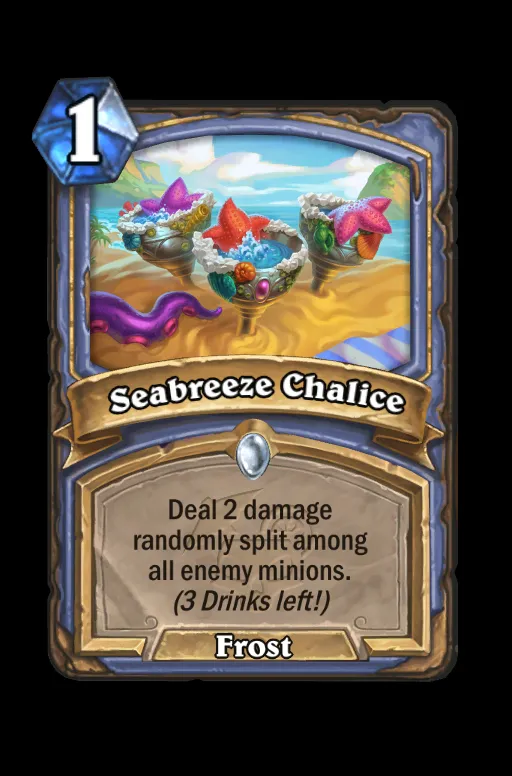 1
Seabreeze Chalice
Deal 2 damage
randomly split among
all enemy minions.
(3 Drinks left!)
Frost